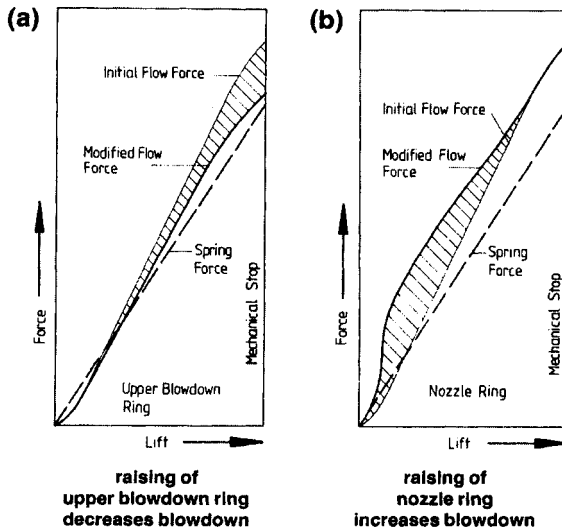 (a)
Initial Flow Force
Modified Flow
Force
Spring
Force
Mechanical Stop
Force
Upper Blowdown
Ring
Lift
raising of
upper blowdown ring
decreases blowdown
(b)
Initial Flow Force
Modified Flow
Force
Spring
Force
Mechanical Stop
Force
Nozzle Ring
Lift
raising of
nozzle ring
increases blowdown